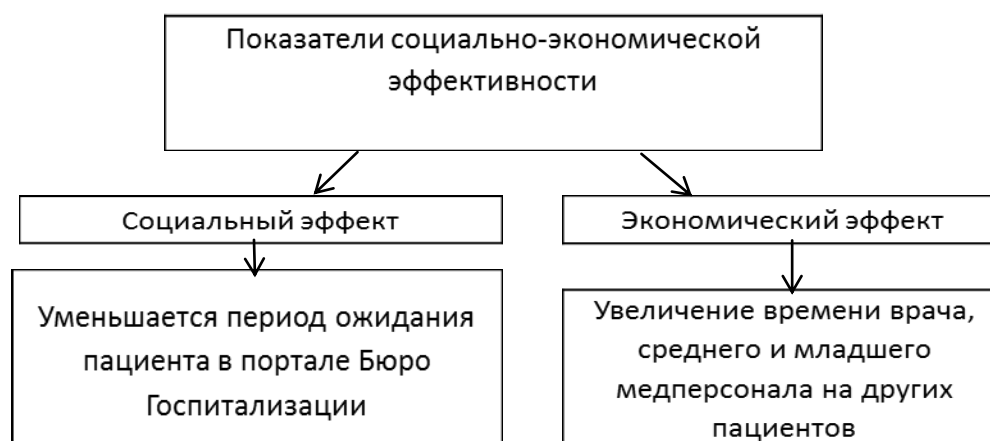 Показатели социально-экономической
эффективности
Социальный эффект
Экономический эффект
Уменьшается период ожидания
пациента в портале Бюро
Госпитализации
Увеличение времени врача,
среднего и младшего
медперсонала на других
пациентов